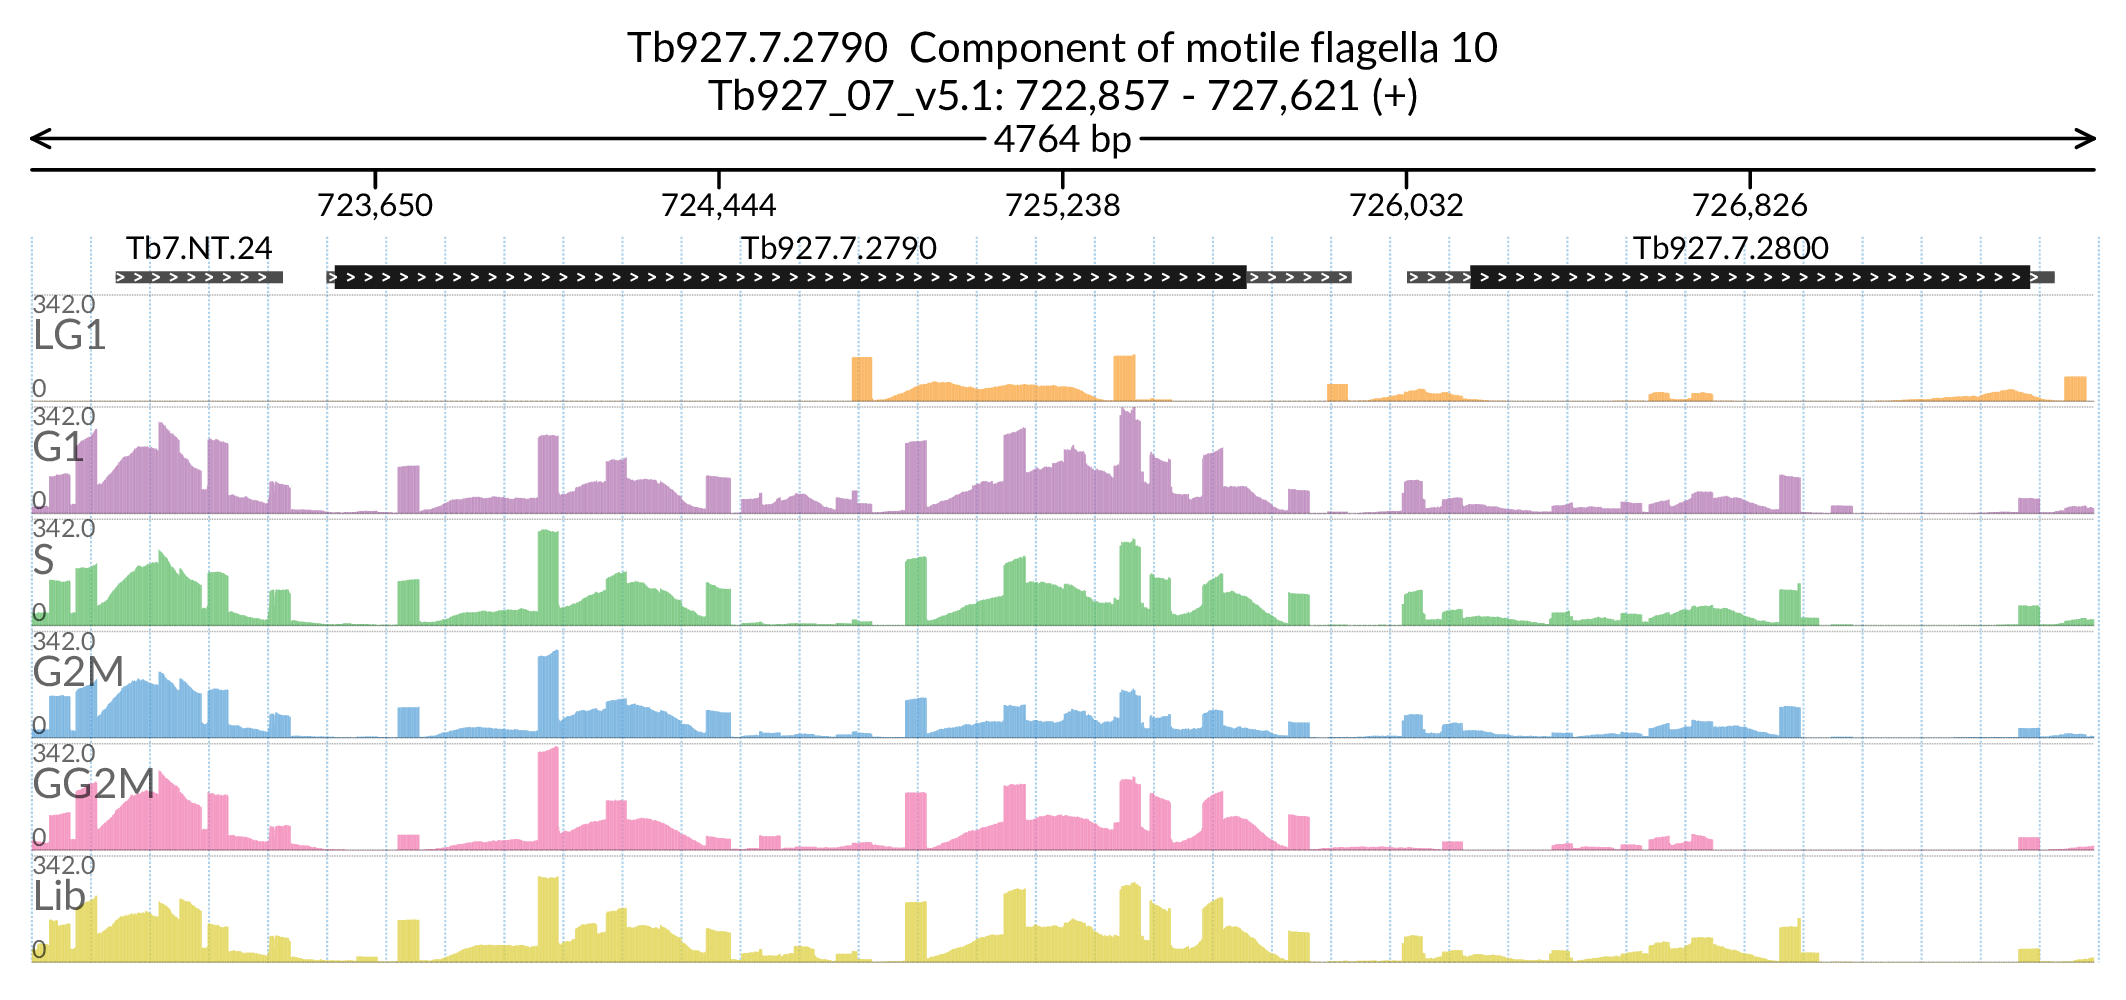 Tb927.7.2790  Component of motile flagella 10
Tb927_07_v5.1: 722,857 - 727,621 (+)
4764 bp
723,650 724,444 725,238 726,032 726,826
Tb7.NT.24 Tb927.7.2790 Tb927.7.2800
342.0
LG1
0
342.0
G1
0
342.0
S
0
342.0
G2M
0
342.0
GG2M
0
342.0
Lib
0